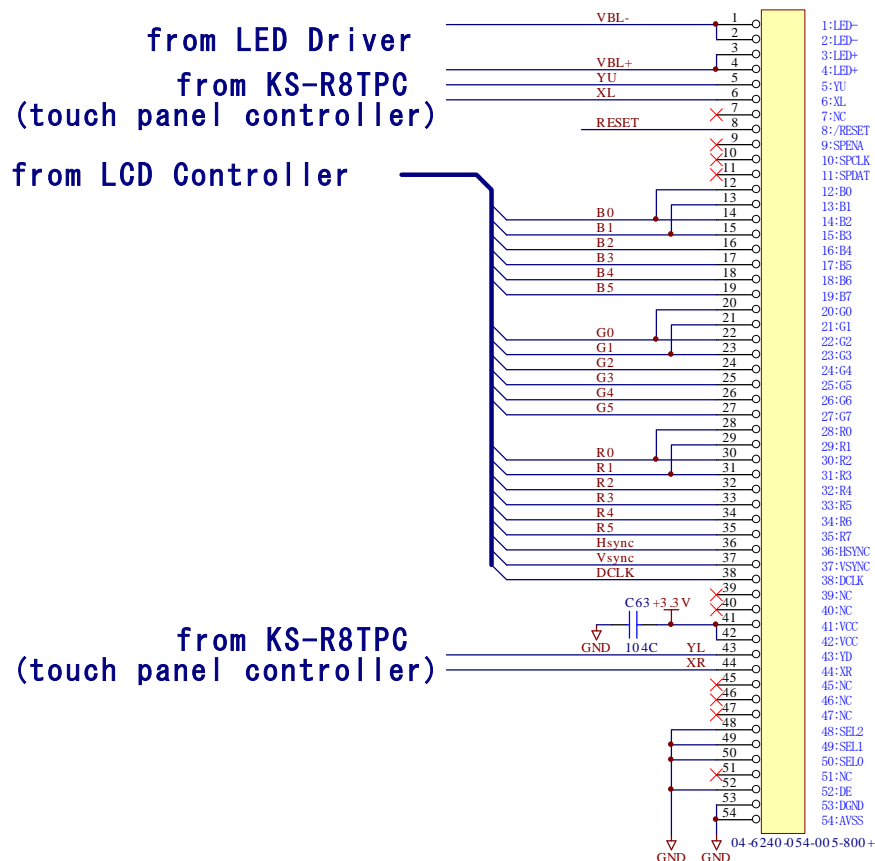 VBL- 1 1:LED-
from LED Driver 2 2:LED-
3 3:LED+
VBL+ 4 4:LED+
from KS-R8TPC YU 5 5:YU
XL 6 6:XL
(touch panel controller) 7 7:NC
RESET 8 8:/RESET
9 9:SPENA
10 10:SPCLK
from LCD Controller 11 11:SPDAT
12 12:B0
13 13:B1
B0 14 14:B2
B1 15 15:B3
B2 16 16:B4
B3 17 17:B5
B4 18 18:B6
B5 19 19:B7
20 20:G0
21 21:G1
G0 22 22:G2
G1 23 23:G3
G2 24 24:G4
G3 25 25:G5
G4 26 26:G6
G5 27 27:G7
28 28:R0
29 29:R1
R0 30 30:R2
R1 31 31:R3
R2 32 32:R4
R3 33 33:R5
R4 34 34:R6
R5 35 35:R7
Hsync 36 36:HSYNC
Vsync 37 37:VSYNC
DCLK 38 38:DCLK
39 39:NC
C63 +3.3V 40 40:NC
41 41:VCC
from KS-R8TPC 42 42:VCC
GND 104C YL 43 43:YD
(touch panel controller) XR 44 44:XR
45 45:NC
46 46:NC
47 47:NC
48 48:SEL2
49 49:SEL1
50 50:SEL0
51 51:NC
52 52:DE
53 53:DGND
54 54:AVSS
04-6240-054-005-800+
GND GND